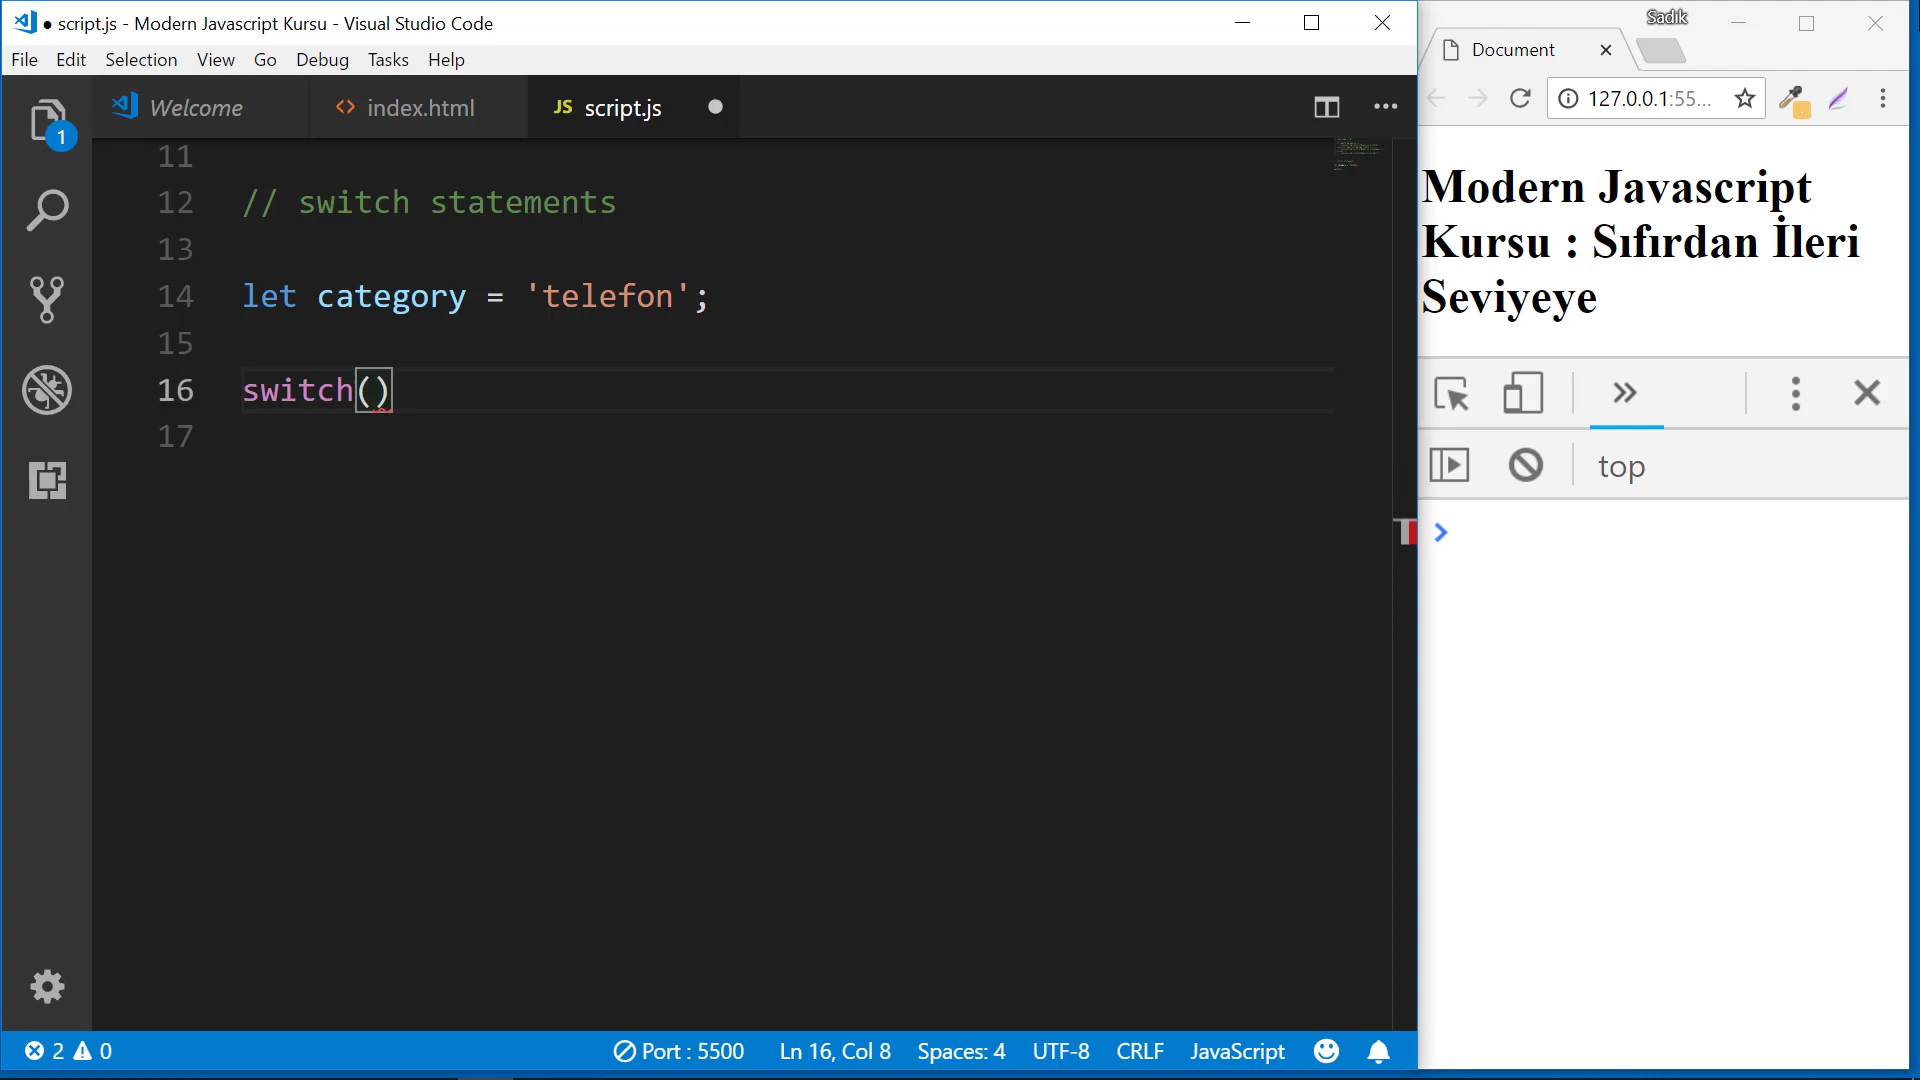 ● script.js - Modern Javascript Kursu - Visual Studio Code
File Edit Selection View Go Debug Tasks Help
1
Welcome
index.html
JS script.js
11
12 // switch statements
13
14 let category = 'telefon';
15
16 switch()
17
2 0
Port : 5500
Ln 16, Col 8
Spaces: 4
UTF-8
CRLF
JavaScript
Sadık
Document
127.0.0.1:55...
Modern Javascript
Kursu : Sıfırdan İleri
Seviyeye
top